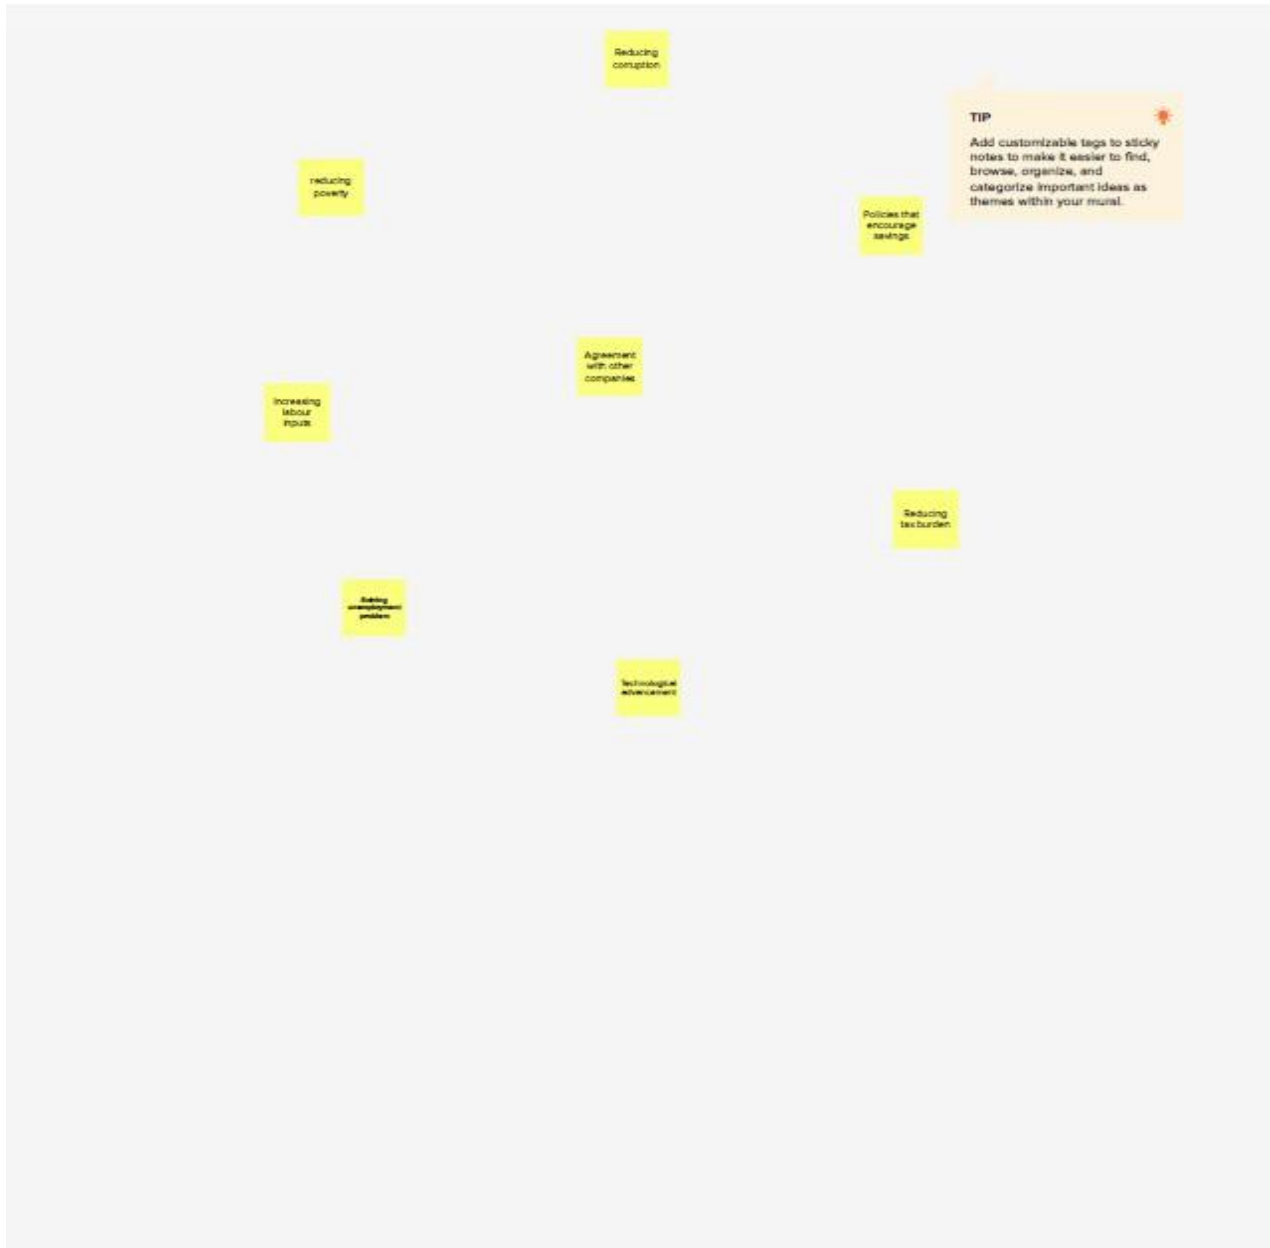 Reducing
corruption
TIP
Add customizable tags to sticky
notes to make it easier to find,
browse, organize, and
categorize important ideas as
themes within your mural.
reducing
poverty
Policies that
encourage
savings
Agreement
with other
companies
Increasing
labour
inputs
Reducing
tax burden
unemployment
problem
Technological
advancement